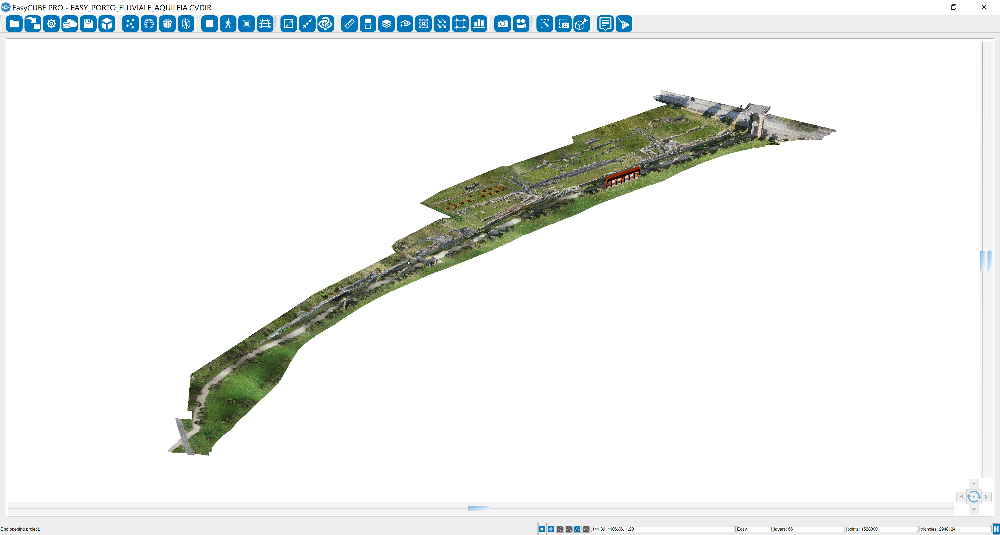 EasyCUBE PRO - EASY_PORTO_FLUVIALE_AQUILEIA.CVDIR
End opening project.
141.39, 1106.86, 1.28
Easy
layers: 66
points: 1528800
triangles: 2948124
H